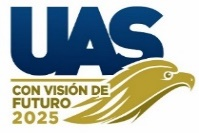 UAS
CON VISIÓN DE
FUTURO
2025